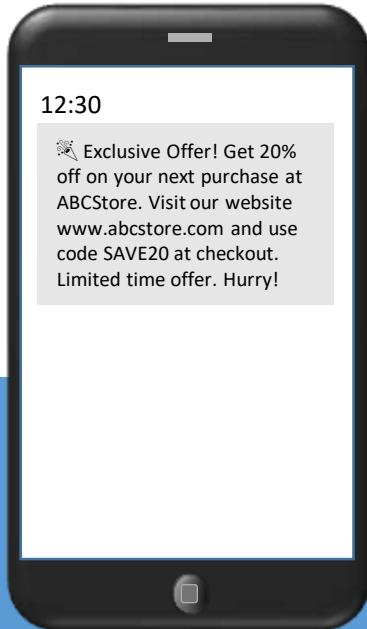 12:30
🎉 Exclusive Offer! Get 20%
off on your next purchase at
ABCStore. Visit our website
www.abcstore.com and use
code SAVE20 at checkout.
Limited time offer. Hurry!